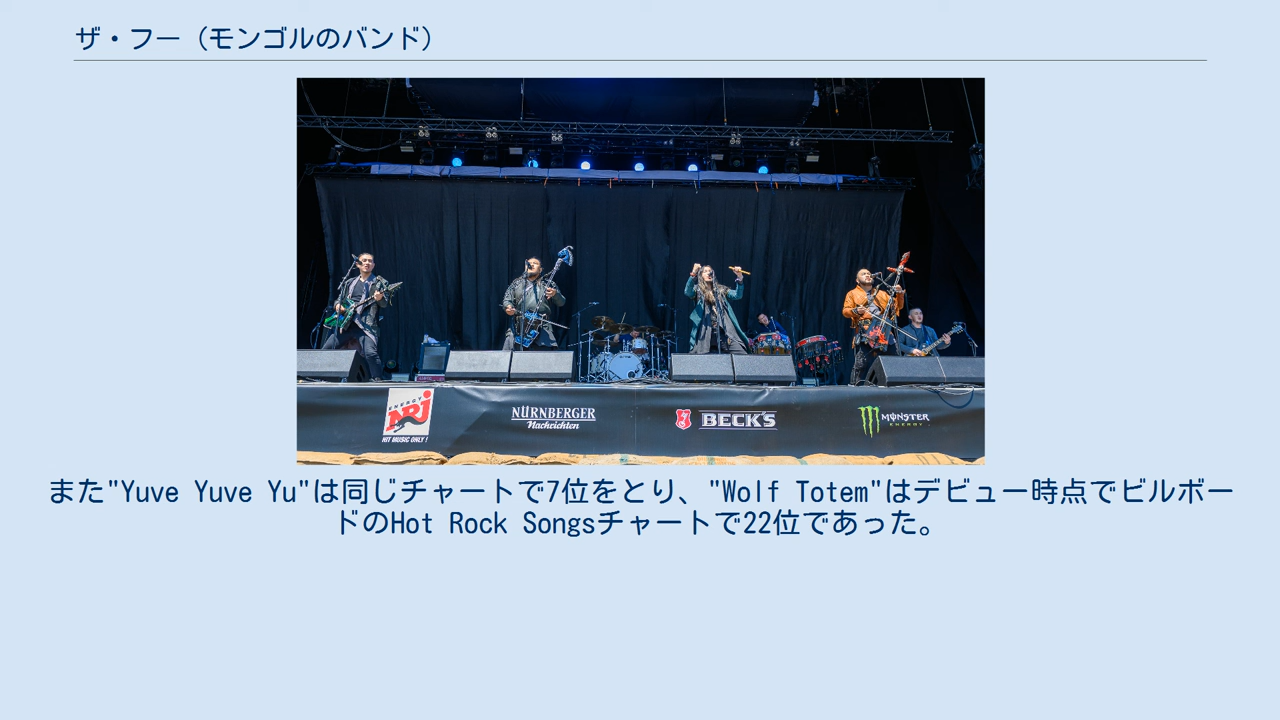 ザ・フー（モンゴルのバンド）
ENERGY
NRJ
HIT MUSIC ONLY!
NÜRNBERGER
Nachrichten
BECK'S
MONSTER
ENERGY
また"Yuve Yuve Yu"は同じチャートで7位をとり、"Wolf Totem"はデビュー時点でビルボー
ドのHot Rock Songsチャートで22位であった。